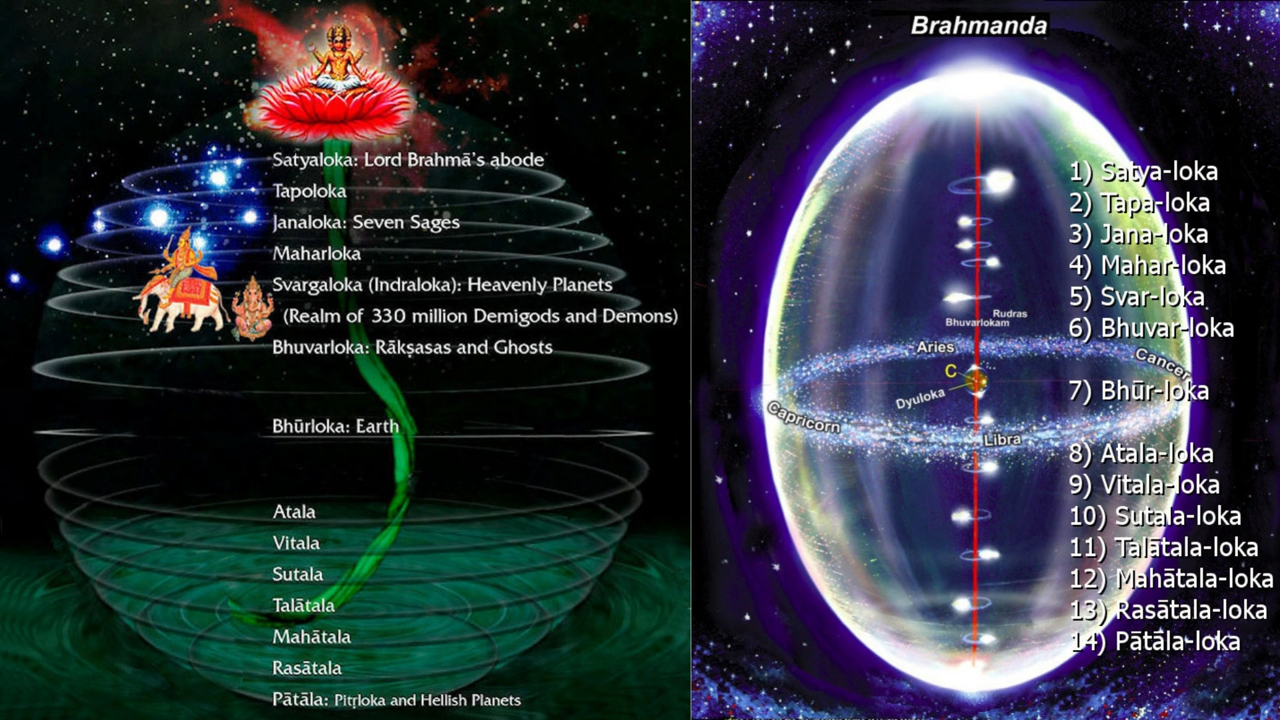 Satyaloka: Lord Brahmā's abode
Tapoloka
Janaloka: Seven Sages
Maharloka
Svargaloka (Indraloka): Heavenly Planets
(Realm of 330 million Demigods and Demons)
Bhuvarloka: Rākṣasas and Ghosts
Bhūrloka: Earth
Atala
Vitala
Sutala
Talātala
Mahātala
Rasātala
Pātāla: Pitṛloka and Hellish Planets
Brahmanda
1) Satya-loka
2) Tapa-loka
3) Jana-loka
4) Mahar-loka
5) Svar-loka
6) Bhuvar-loka
7) Bhūr-loka
8) Atala-loka
9) Vitala-loka
10) Sutala-loka
11) Talātala-loka
12) Mahātala-loka
13) Rasātala-loka
14) Pātāla-loka
Rudras
Bhuvarlokam
Aries
Cancer
C
Dyuloka
Capricorn
Libra